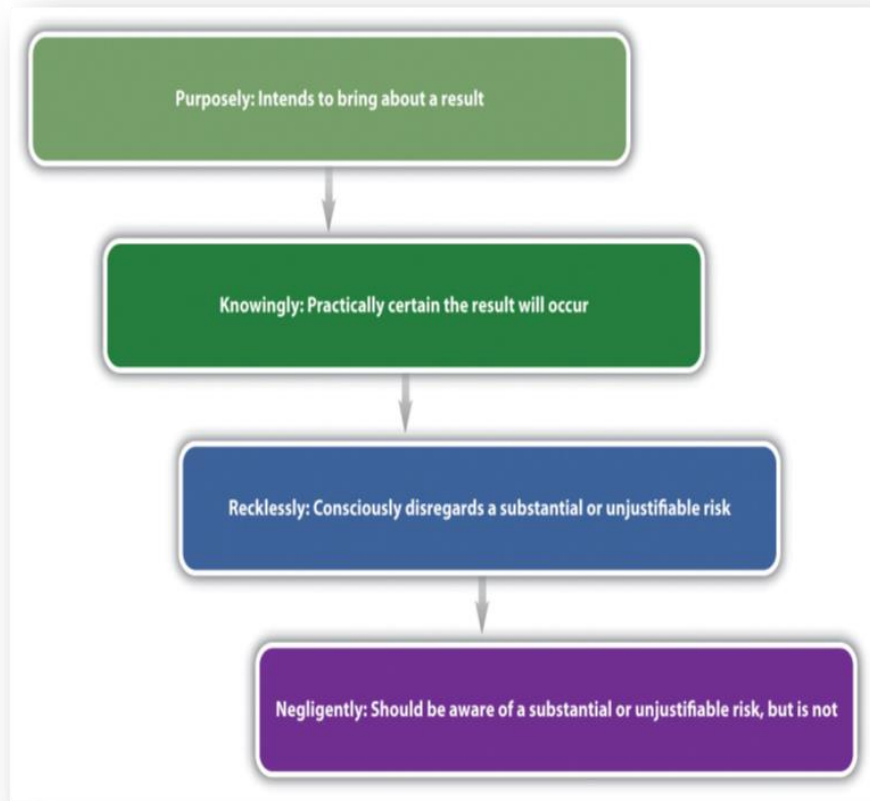 Purposely: Intends to bring about a result
Knowingly: Practically certain the result will occur
Recklessly: Consciously disregards a substantial or unjustifiable risk
Negligently: Should be aware of a substantial or unjustifiable risk, but is not